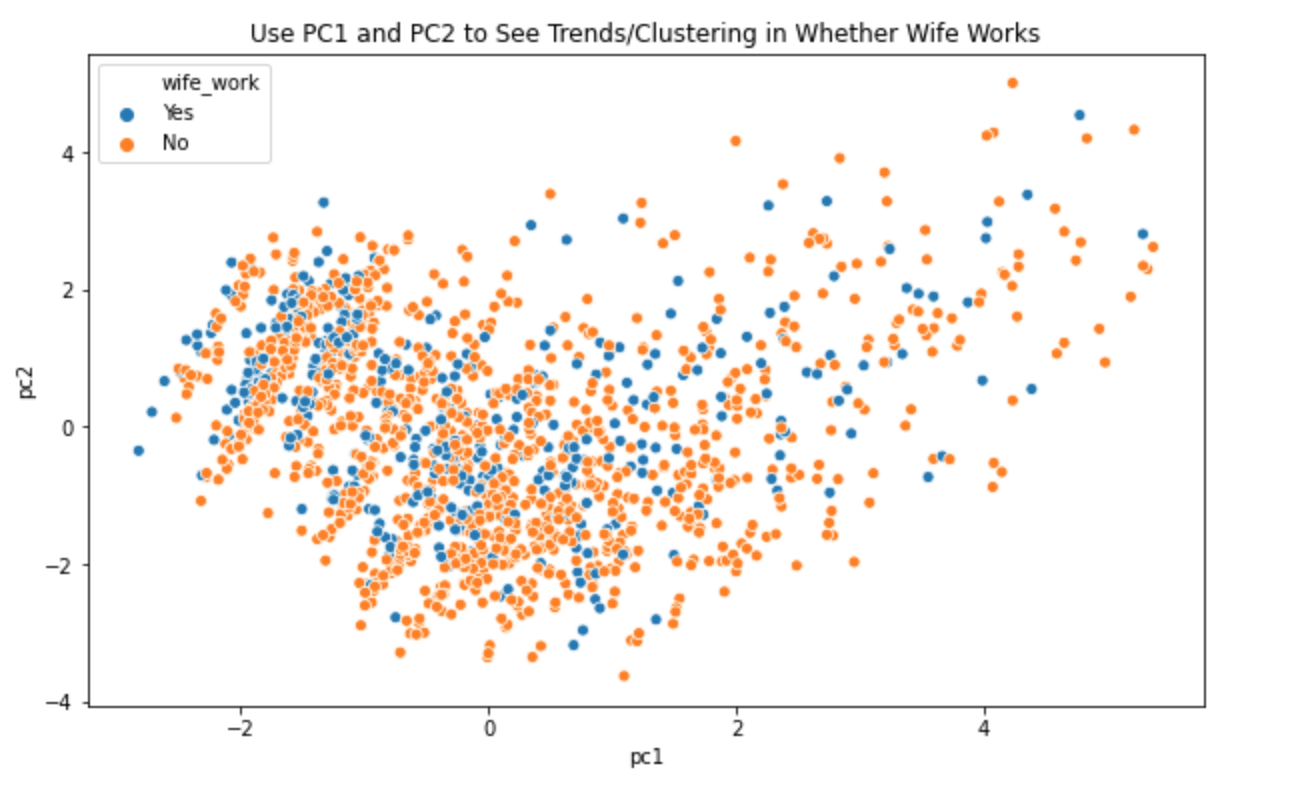 Use PC1 and PC2 to See Trends/Clustering in Whether Wife Works
wife_work
Yes
No
4
2
0
−2
−4
pc2
−2
0
2
4
pc1